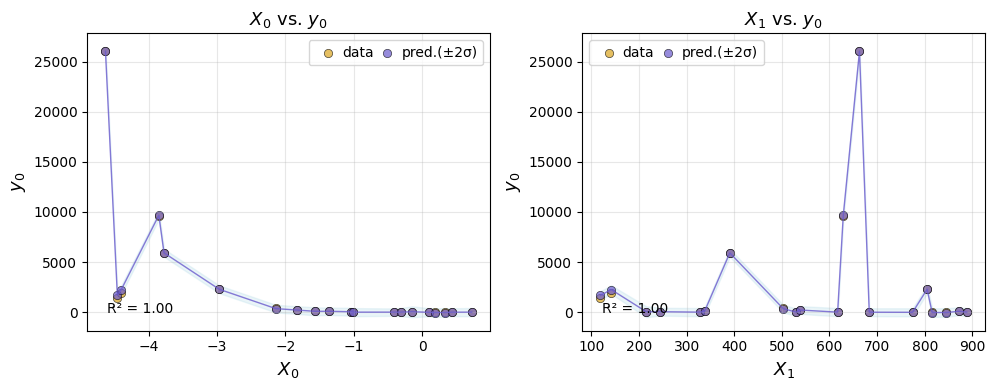 X₀ vs. y₀
X₁ vs. y₀
data
pred.(±2σ)
data
pred.(±2σ)
25000
20000
15000
10000
5000
0
y₀
R² = 1.00
−4
−3
−2
−1
0
X₀
25000
20000
15000
10000
5000
0
y₀
R² = 1.00
100
200
300
400
500
600
700
800
900
X₁